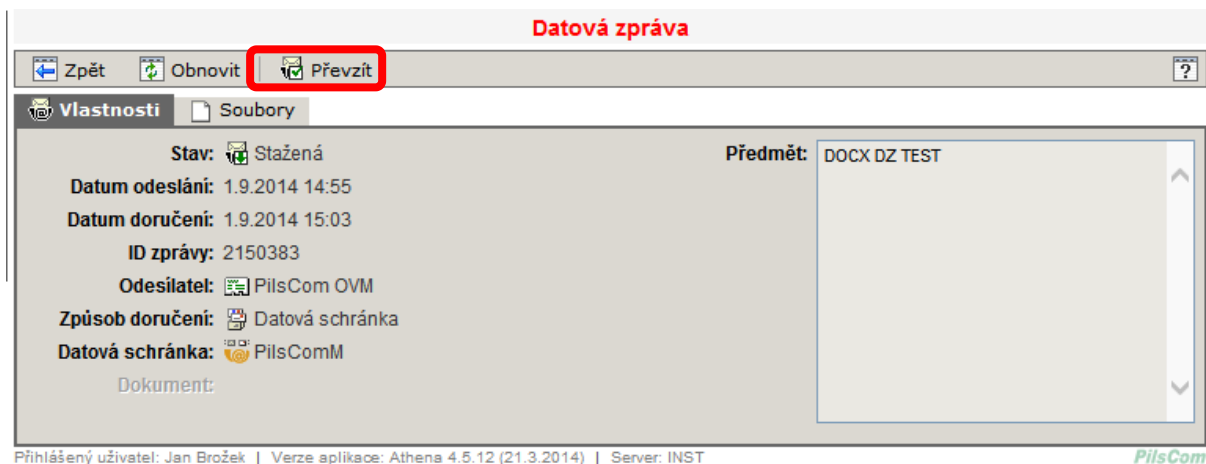 Datová zpráva
Zpět Obnovit Převzít ?
Vlastnosti Soubory
Stav: Stažená Předmět: DOCX DZ TEST
Datum odeslání: 1.9.2014 14:55
Datum doručení: 1.9.2014 15:03
ID zprávy: 2150383
Odesílatel: PilsCom OVM
Způsob doručení: Datová schránka
Datová schránka: PilsComM
Dokument:
Přihlášený uživatel: Jan Brožek | Verze aplikace: Athena 4.5.12 (21.3.2014) | Server: INST PilsCom